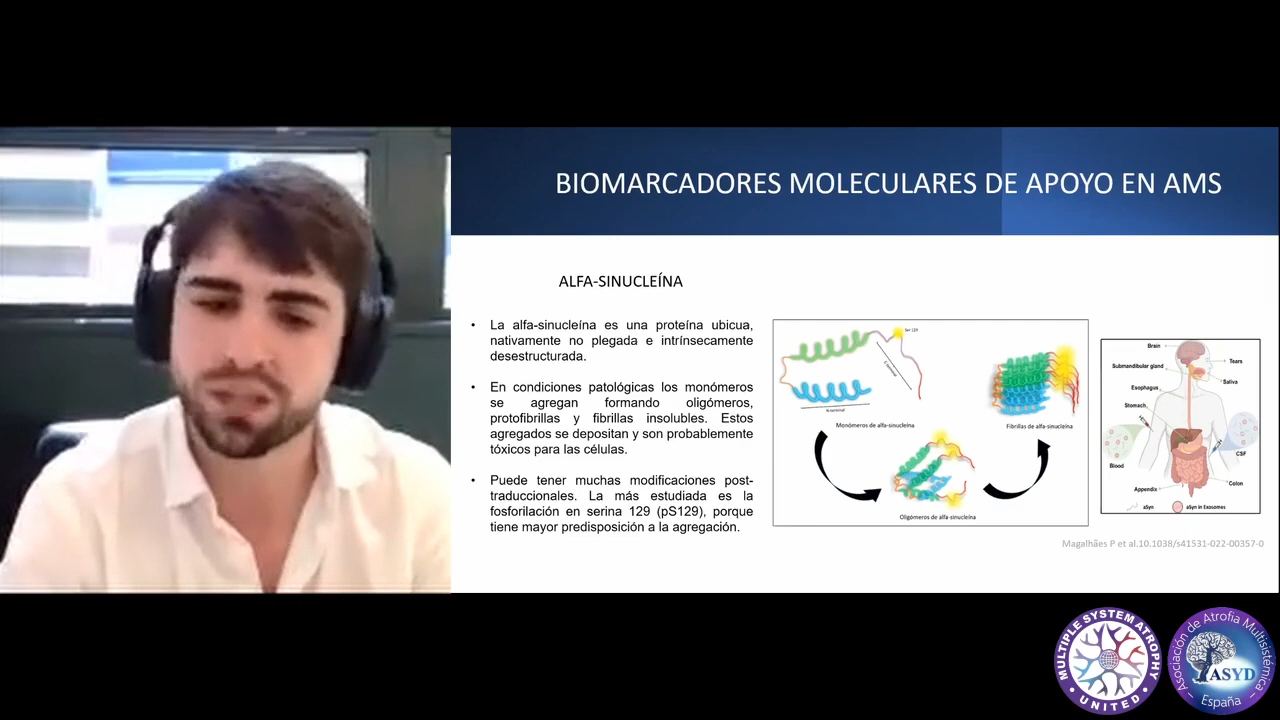 BIOMARCADORES MOLECULARES DE APOYO EN AMS
ALFA-SINUCLEÍNA
• La alfa-sinucleína es una proteína ubicua,
nativamente no plegada e intrínsecamente
desestructurada.
• En condiciones patológicas los monómeros
se agregan formando oligómeros,
protofibrillas y fibrillas insolubles. Estos
agregados se depositan y son probablemente
tóxicos para las células.
• Puede tener muchas modificaciones post-
traduccionales. La más estudiada es la
fosforilación en serina 129 (pS129), porque
tiene mayor predisposición a la agregación.
Ser 129
C-terminal
N-terminal
Monómeros de alfa-sinucleína
Fibrillas de alfa-sinucleína
Oligómeros de alfa-sinucleína
Brain
Tears
Submandibular gland
Saliva
Esophagus
Stomach
CSF
Blood
Colon
Appendix
aSyn
aSyn in Exosomes
Magalhães P et al.10.1038/s41531-022-00357-0
MULTIPLE SYSTEM ATROPHY
• UNITED •
Asociación de Atrofia Multisistémica
ASYD
España